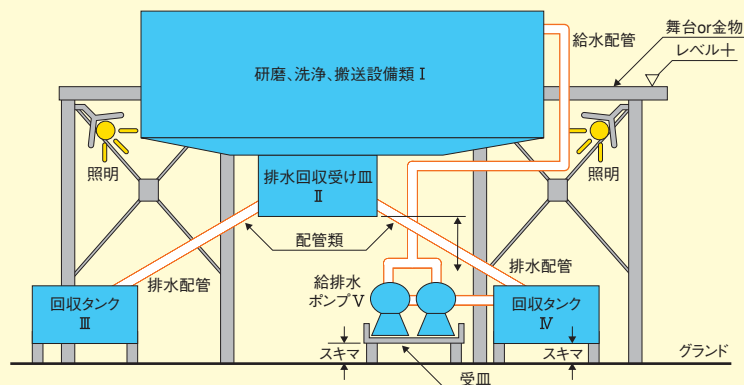 給水配管
舞台or金物
レベル十
研磨、洗浄、搬送設備類Ⅰ
照明
照明
排水回収受け皿
Ⅱ
配管類
排水配管
排水配管
給排水
ポンプⅤ
回収タンク
Ⅲ
回収タンク
Ⅳ
スキマ
スキマ
グランド
受皿